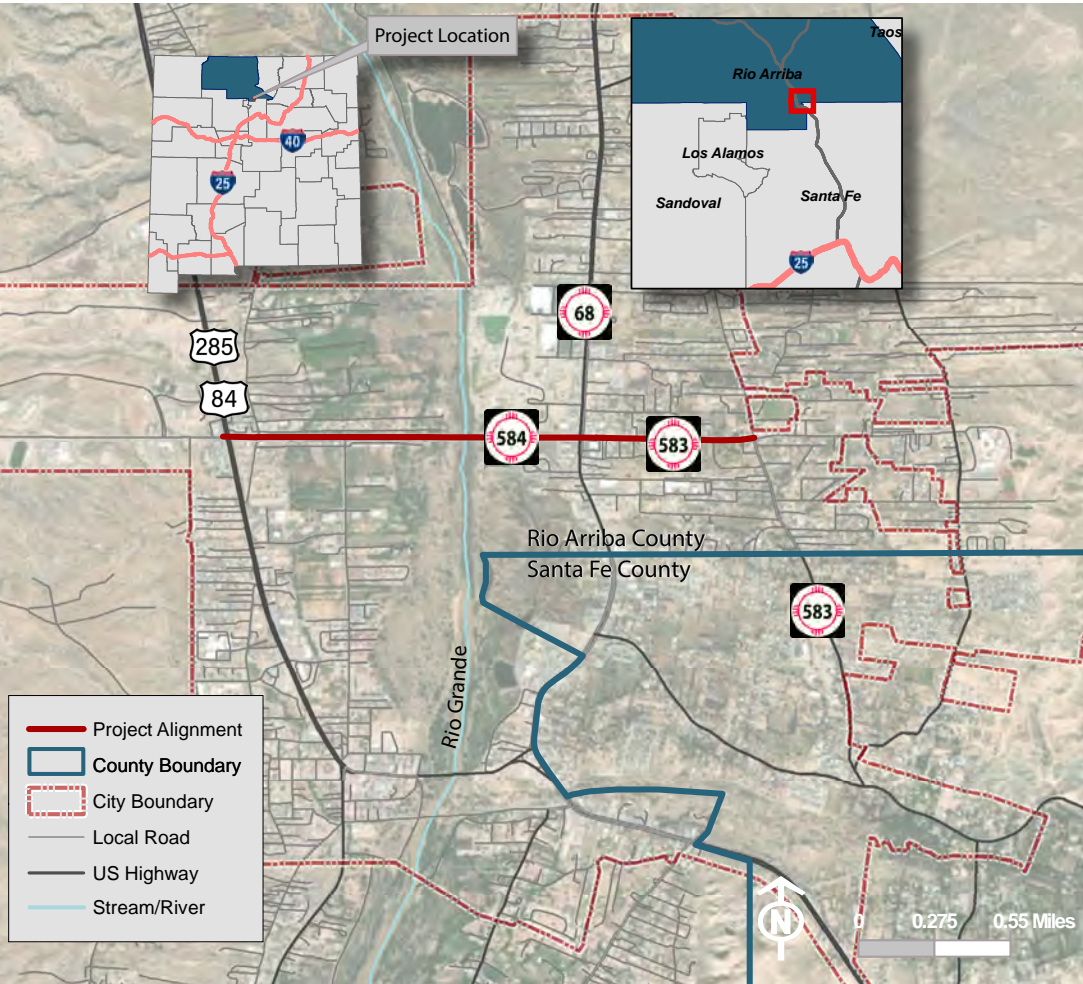 Project Location
Taos
Rio Arriba
Los Alamos
Santa Fe
Sandoval
25
40
25
68
285
84
584
583
Rio Arriba County
Santa Fe County
583
Rio Grande
Project Alignment
County Boundary
City Boundary
Local Road
US Highway
Stream/River
N
0 0.275 0.55 Miles